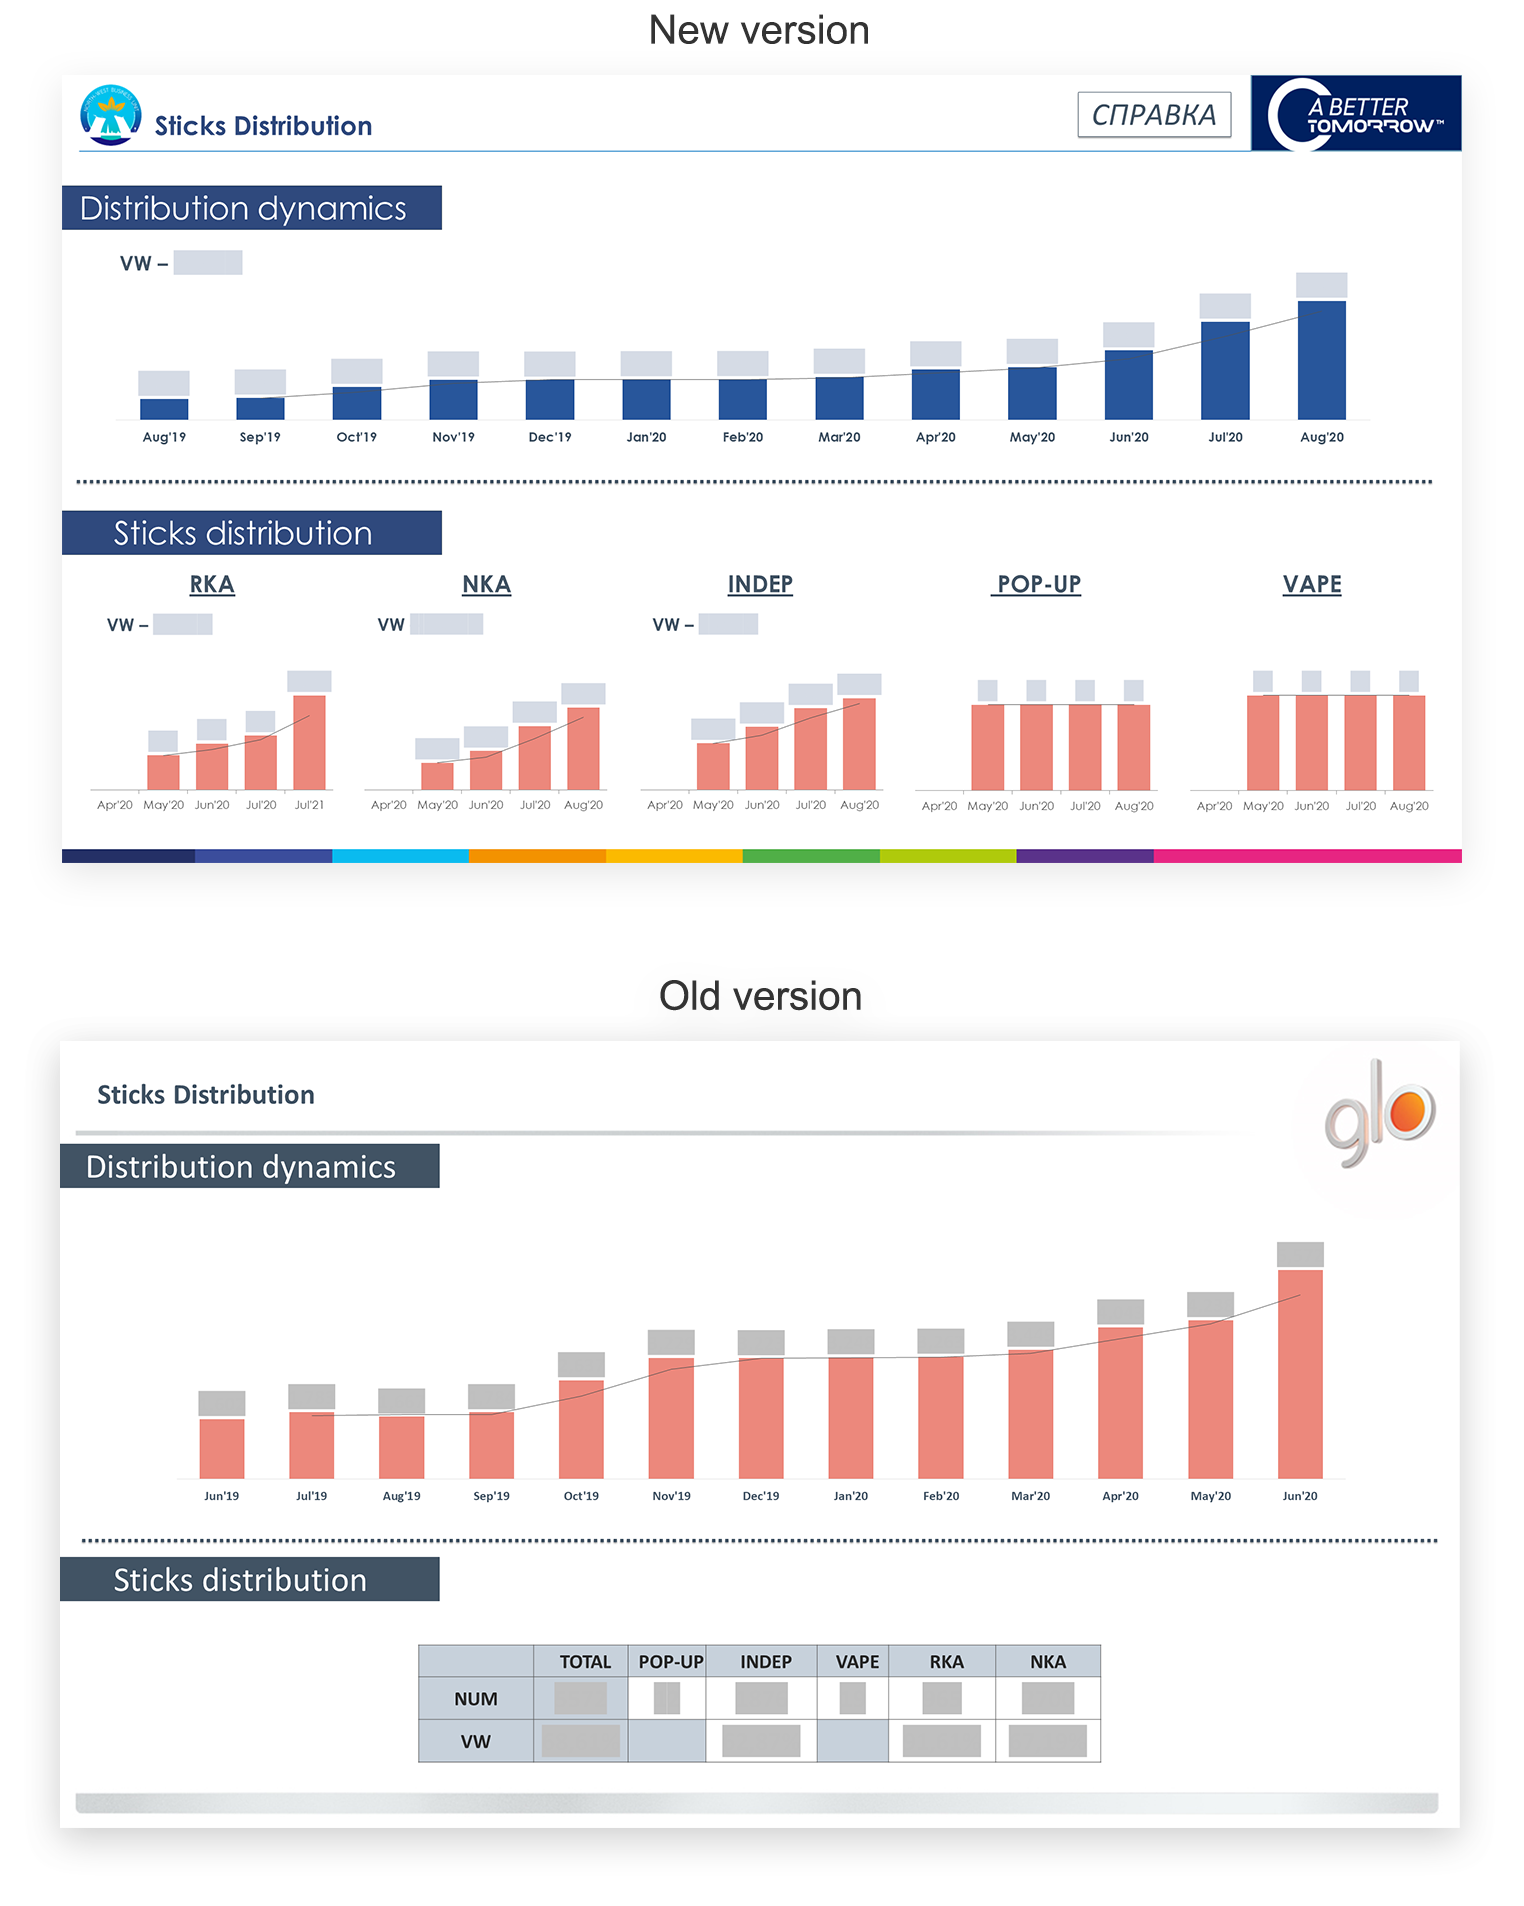 New version
NORTH WEST BUSINESS UNIT
Sticks Distribution
СПРАВКА
A BETTER
TOMORROW™
Distribution dynamics
VW –
Aug'19 Sep'19 Oct'19 Nov'19 Dec'19 Jan'20 Feb'20 Mar'20 Apr'20 May'20 Jun'20 Jul'20 Aug'20
Sticks distribution
RKA NKA INDEP POP-UP VAPE
VW – VW VW –
Apr'20 May'20 Jun'20 Jul'20 Jul'21 Apr'20 May'20 Jun'20 Jul'20 Aug'20 Apr'20 May'20 Jun'20 Jul'20 Aug'20 Apr'20 May'20 Jun'20 Jul'20 Aug'20 Apr'20 May'20 Jun'20 Jul'20 Aug'20
Old version
Sticks Distribution
glo
Distribution dynamics
Jun'19 Jul'19 Aug'19 Sep'19 Oct'19 Nov'19 Dec'19 Jan'20 Feb'20 Mar'20 Apr'20 May'20 Jun'20
Sticks distribution
TOTAL POP-UP INDEP VAPE RKA NKA
NUM
VW